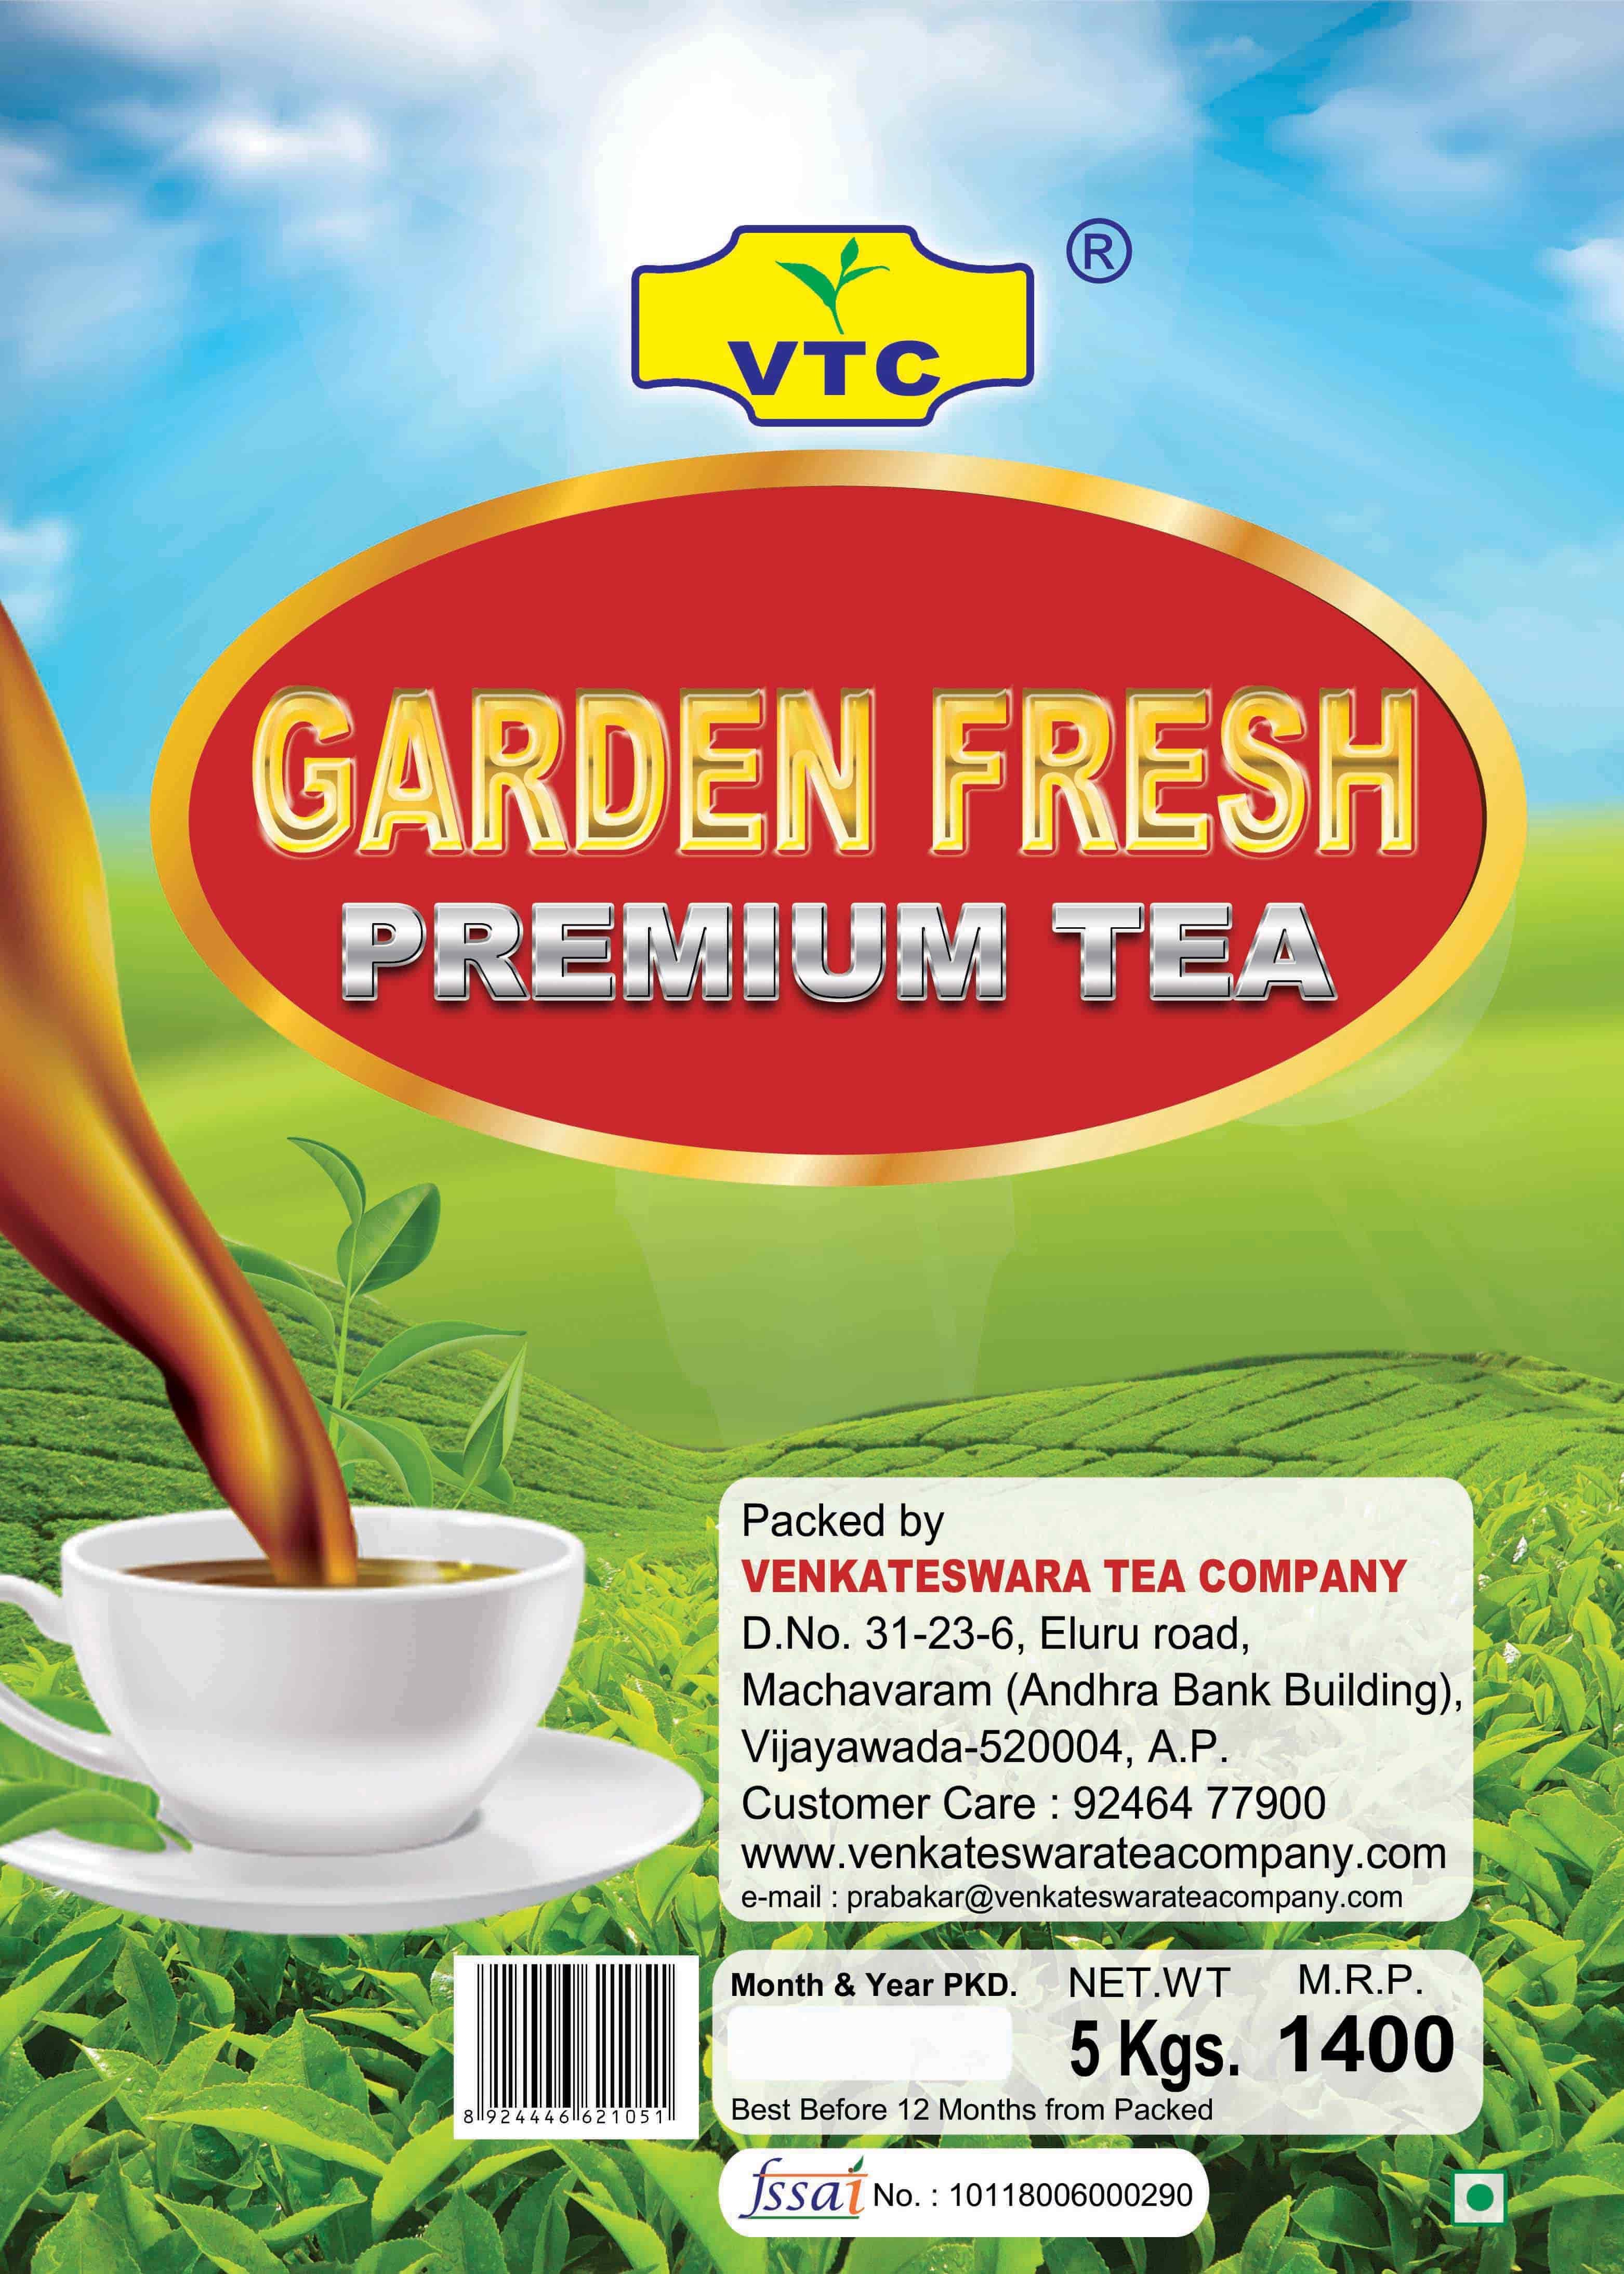 ®
VTC
GARDEN FRESH
PREMIUM TEA
Packed by
VENKATESWARA TEA COMPANY
D.No. 31-23-6, Eluru road,
Machavaram (Andhra Bank Building),
Vijayawada-520004, A.P.
Customer Care : 92464 77900
www.venkateswarateacompany.com
e-mail : prabakar@venkateswarateacompany.com
Month & Year PKD. NET.WT M.R.P.
5 Kgs. 1400
Best Before 12 Months from Packed
8 924446 621051
fssai No. : 10118006000290